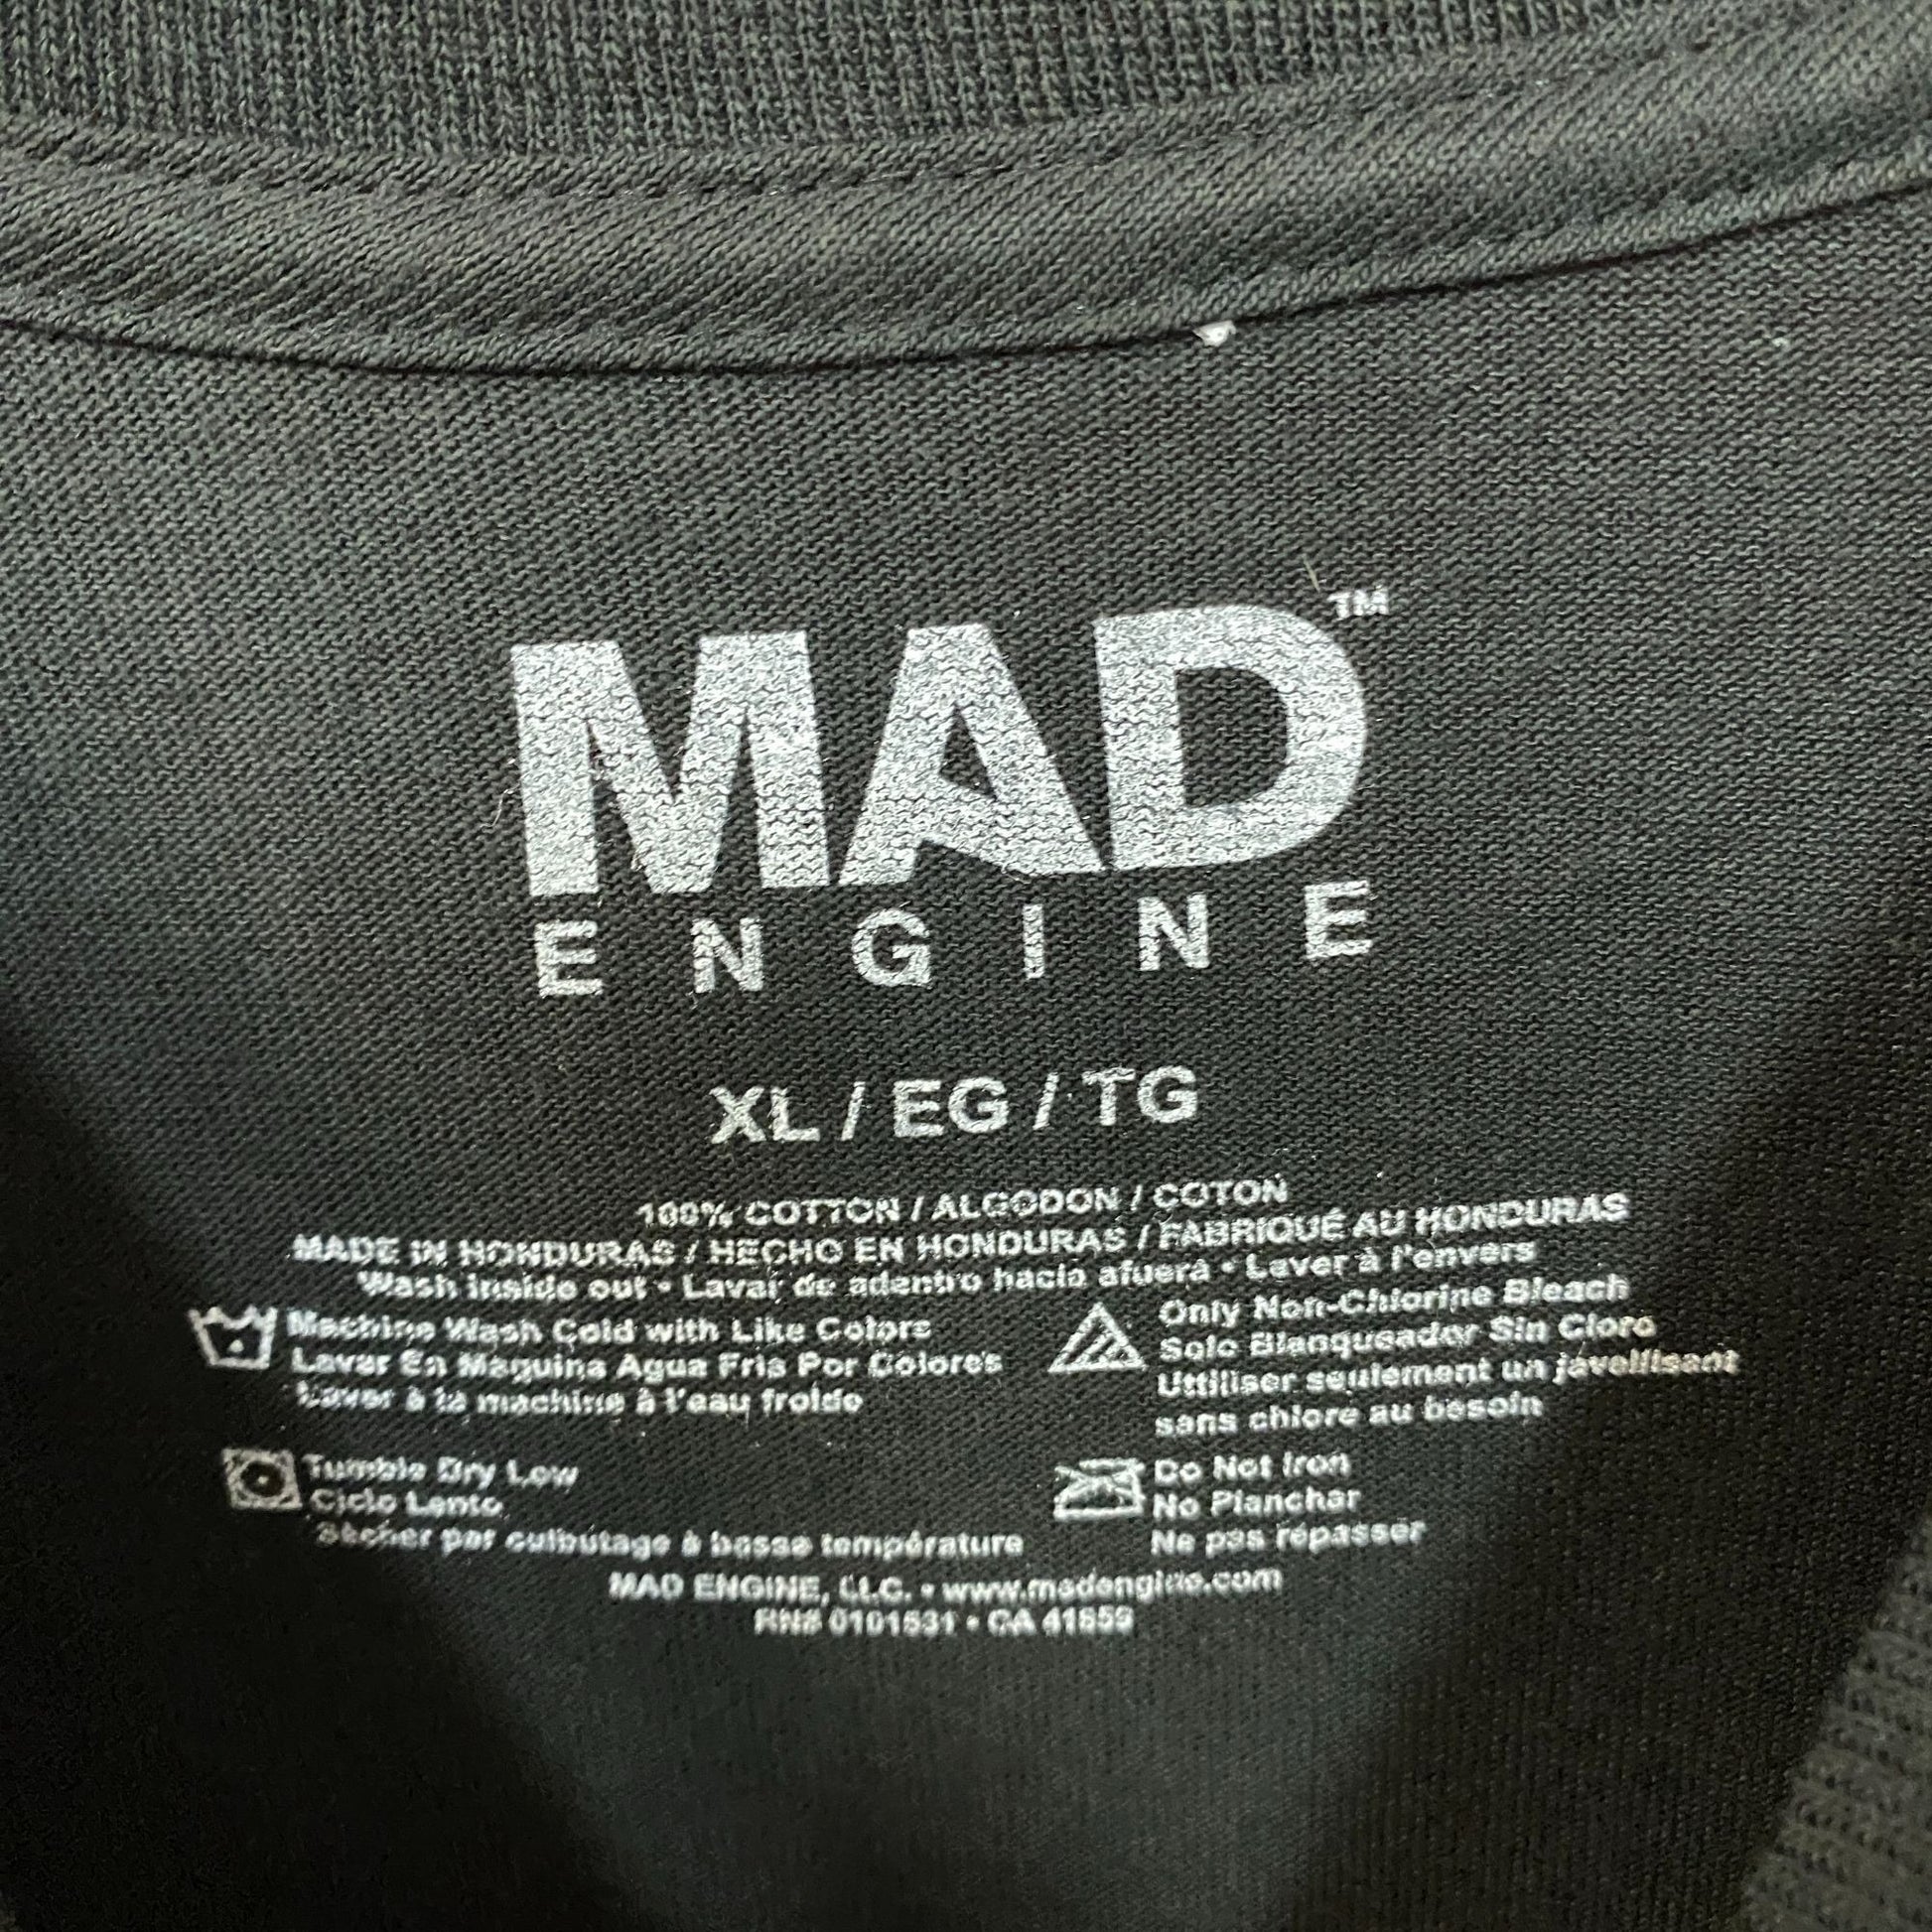 MAD™
ENGINE
XL / EG / TG
100% COTTON / ALGODON / COTON
MADE IN HONDURAS / HECHO EN HONDURAS / FABRIQUÉ AU HONDURAS
Wash inside out • Lavar de adentro hacia afuera • Laver à l'envers
Machine Wash Cold with Like Colors
Lavar En Maquina Agua Fris Por Colores
Laver à la machine à l'eau froide
Only Non-Chlorine Bleach
Solo Blanqueador Sin Cloro
Uttiliser seulement un javellisant
sans chlore au besoin
Tumble Dry Low
Ciclo Lento
Sècher par culbutage à basse température
Do Not Iron
No Planchar
Ne pas répasser
MAD ENGINE, LLC. • www.madengine.com
RN# 0101531 • CA 41859